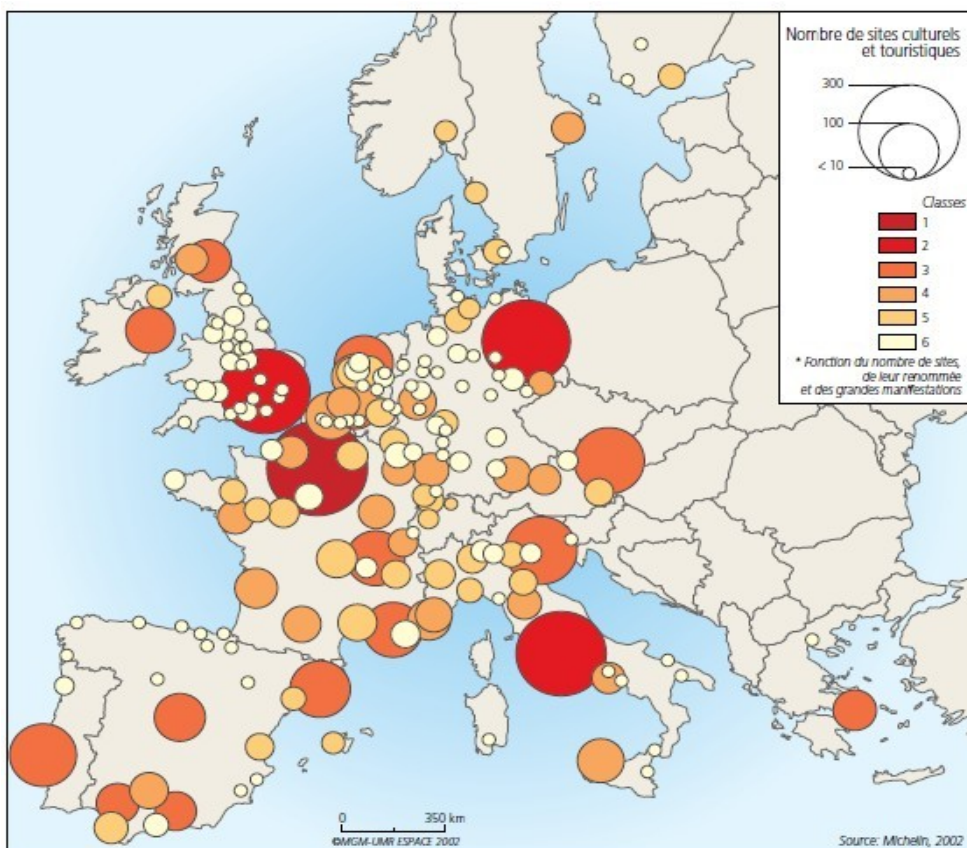 Nombre de sites culturels
et touristiques
300
100
< 10
Classes
1
2
3
4
5
6
* Fonction du nombre de sites,
de leur renommée
et des grandes manifestations
0
350 km
©MGM-UMR ESPACE 2002
Source: Michelin, 2002